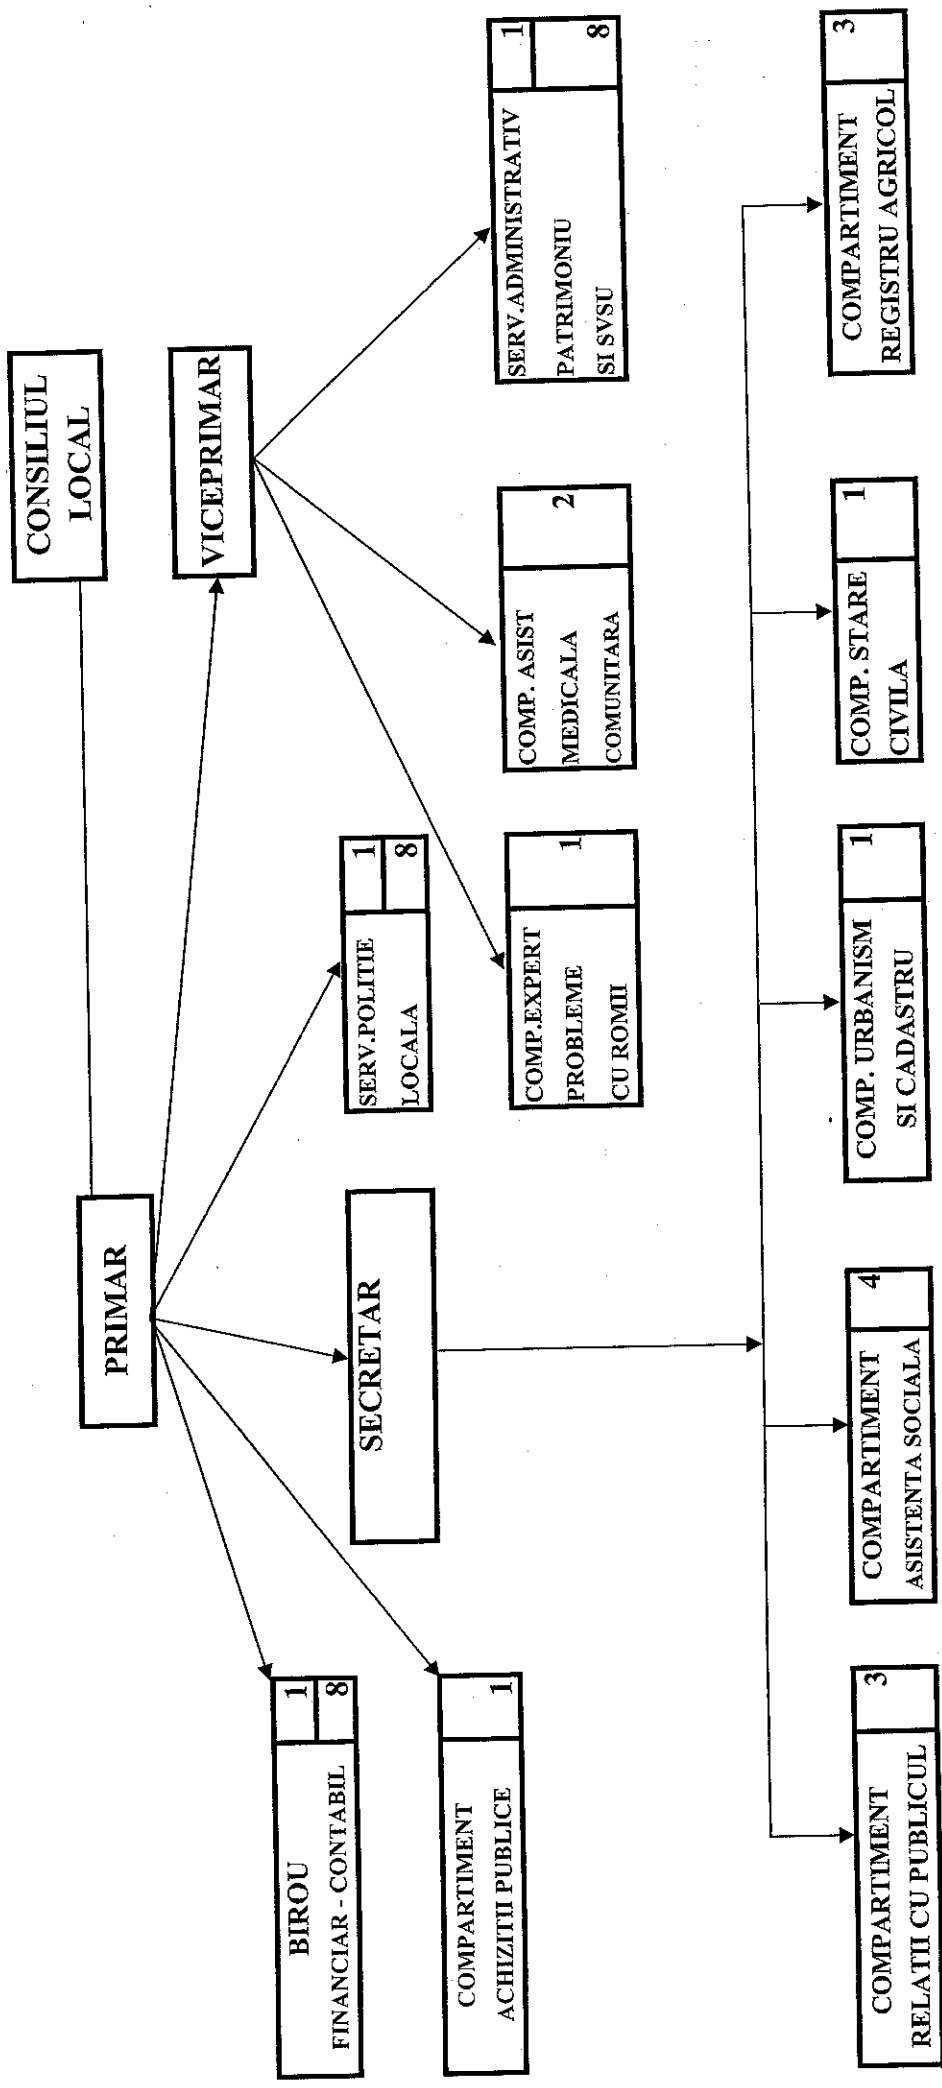 CONSILIUL
LOCAL
PRIMAR
VICEPRIMAR
BIROU 1
FINANCIAR - CONTABIL 8
SECRETAR
SERV.POLITIE 1
LOCALA 8
COMPARTIMENT
ACHIZITII PUBLICE 1
COMP.EXPERT
PROBLEME 1
CU ROMII
COMP. ASIST
MEDICALA 2
COMUNITARA
SERV.ADMINISTRATIV 1
PATRIMONIU
SI SVSU 8
COMPARTIMENT 3
RELATII CU PUBLICUL
COMPARTIMENT 4
ASISTENTA SOCIALA
COMP. URBANISM 1
SI CADASTRU
COMP. STARE 1
CIVILA
COMPARTIMENT 3
REGISTRU AGRICOL